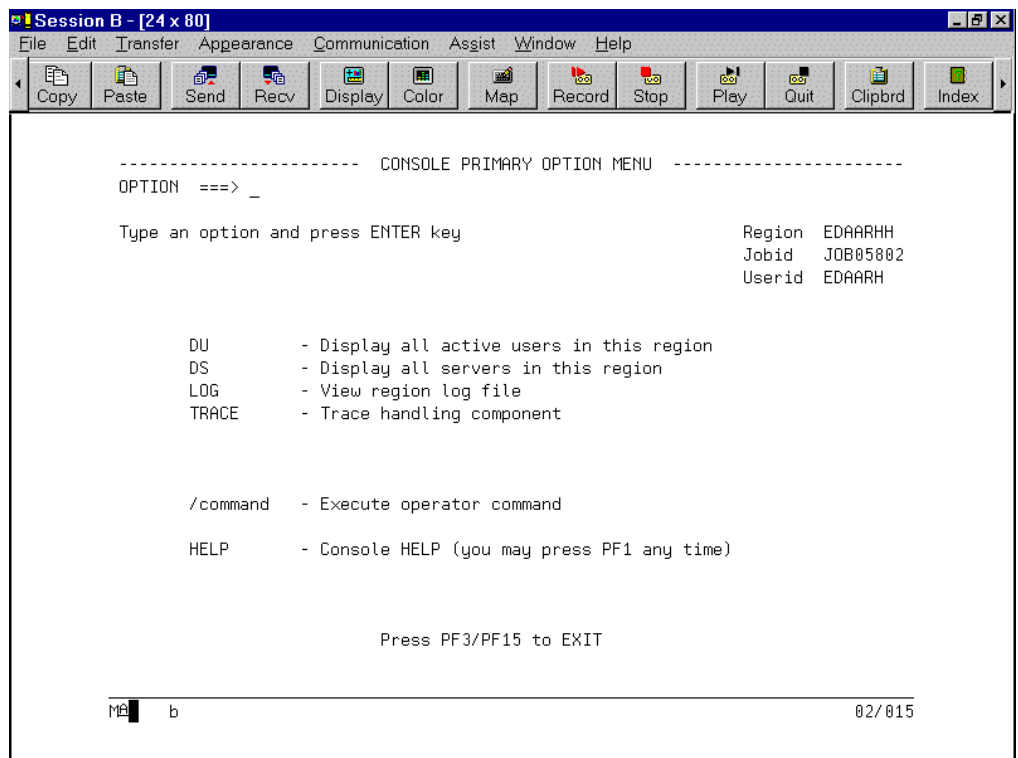 Session B - [24 x 80]
File Edit Transfer Appearance Communication Assist Window Help
Copy Paste Send Recv Display Color Map Record Stop Play Quit Clipbrd Index
------------------------ CONSOLE PRIMARY OPTION MENU -----------------------
OPTION ===> _
Type an option and press ENTER key Region EDAARHH
Jobid JOB05802
Userid EDAARH
DU - Display all active users in this region
DS - Display all servers in this region
LOG - View region log file
TRACE - Trace handling component
/command - Execute operator command
HELP - Console HELP (you may press PF1 any time)
Press PF3/PF15 to EXIT
MA b 02/015